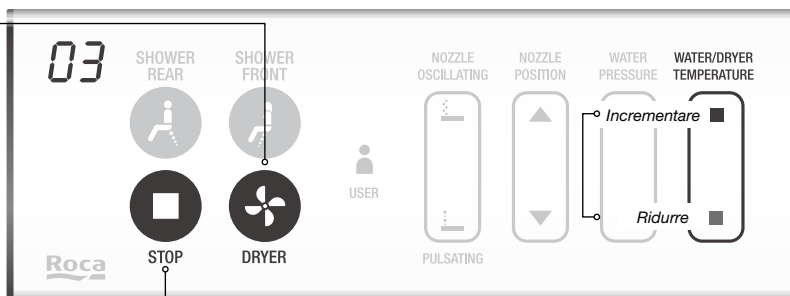 03
SHOWER
REAR
SHOWER
FRONT
NOZZLE
OSCILLATING
NOZZLE
POSITION
WATER
PRESSURE
WATER/DRYER
TEMPERATURE
Incrementare
USER
Ridurre
STOP
DRYER
PULSATING
Roca